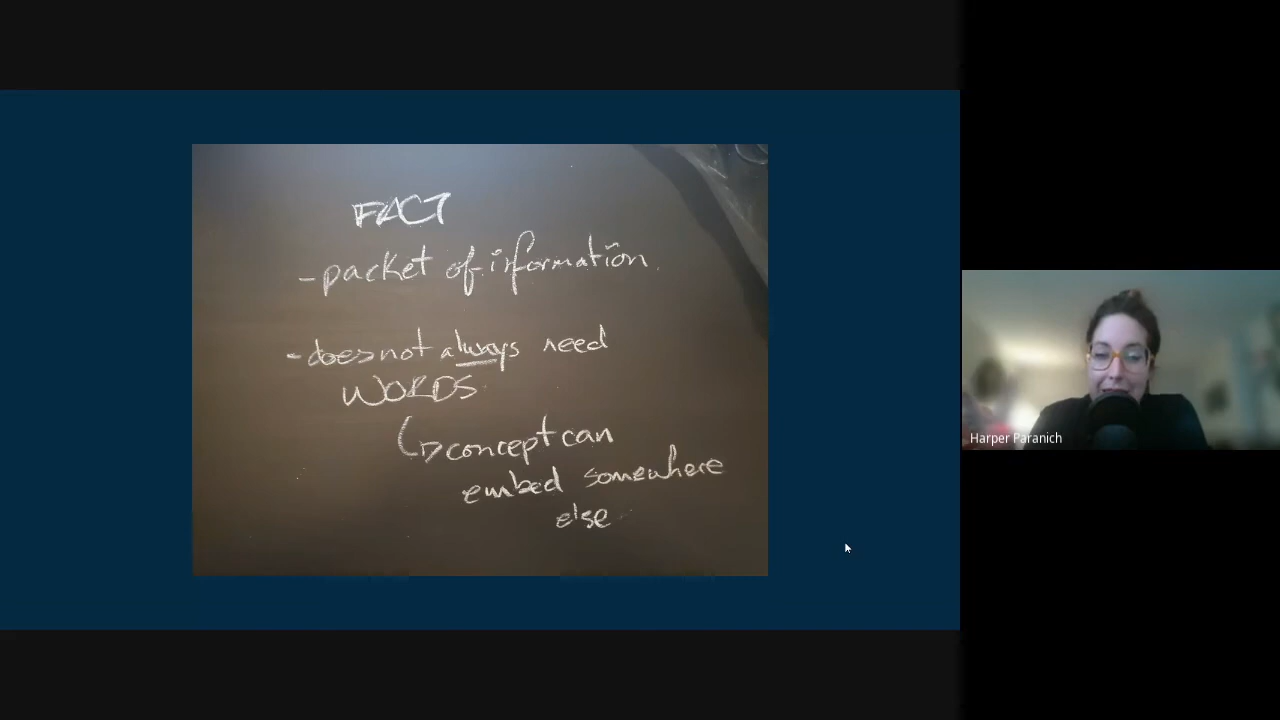 FACT
- packet of information
- does not always need
WORDS
↳ concept can
embed somewhere
else
Harper Paranich